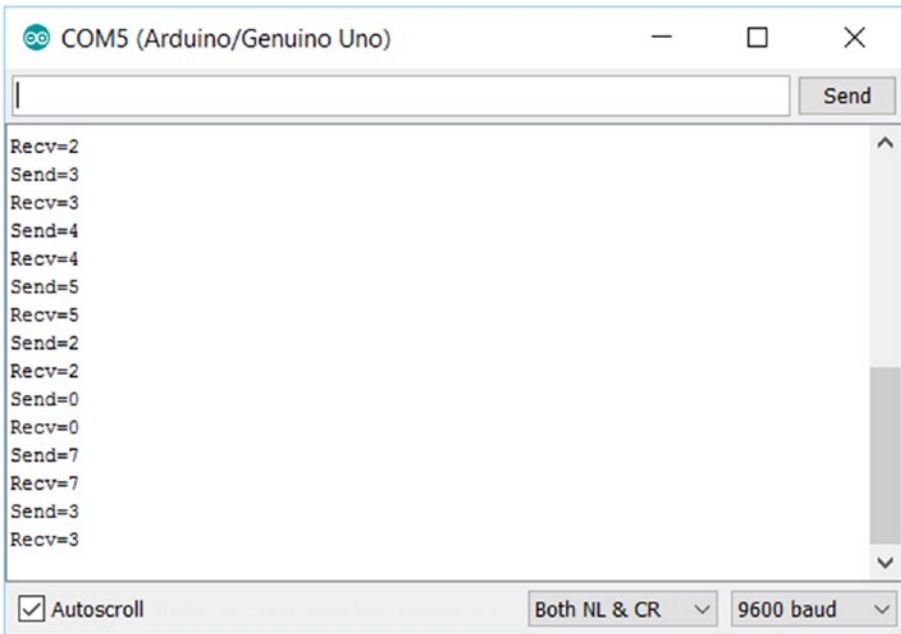 COM5 (Arduino/Genuino Uno)
Send
Recv=2
Send=3
Recv=3
Send=4
Recv=4
Send=5
Recv=5
Send=2
Recv=2
Send=0
Recv=0
Send=7
Recv=7
Send=3
Recv=3
Autoscroll
Both NL & CR
9600 baud